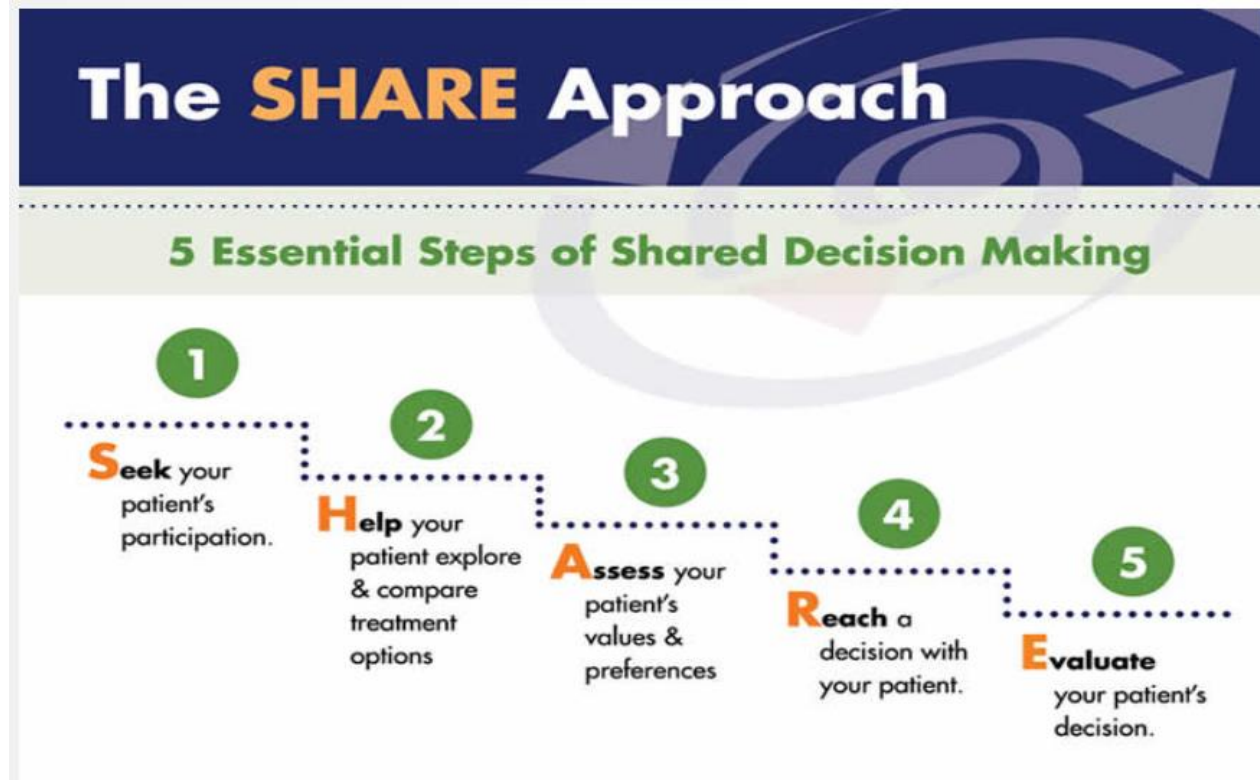 The SHARE Approach
5 Essential Steps of Shared Decision Making
1
Seek your
patient's
participation.
2
Help your
patient explore
& compare
treatment
options
3
Assess your
patient's
values &
preferences
4
Reach a
decision with
your patient.
5
Evaluate
your patient's
decision.